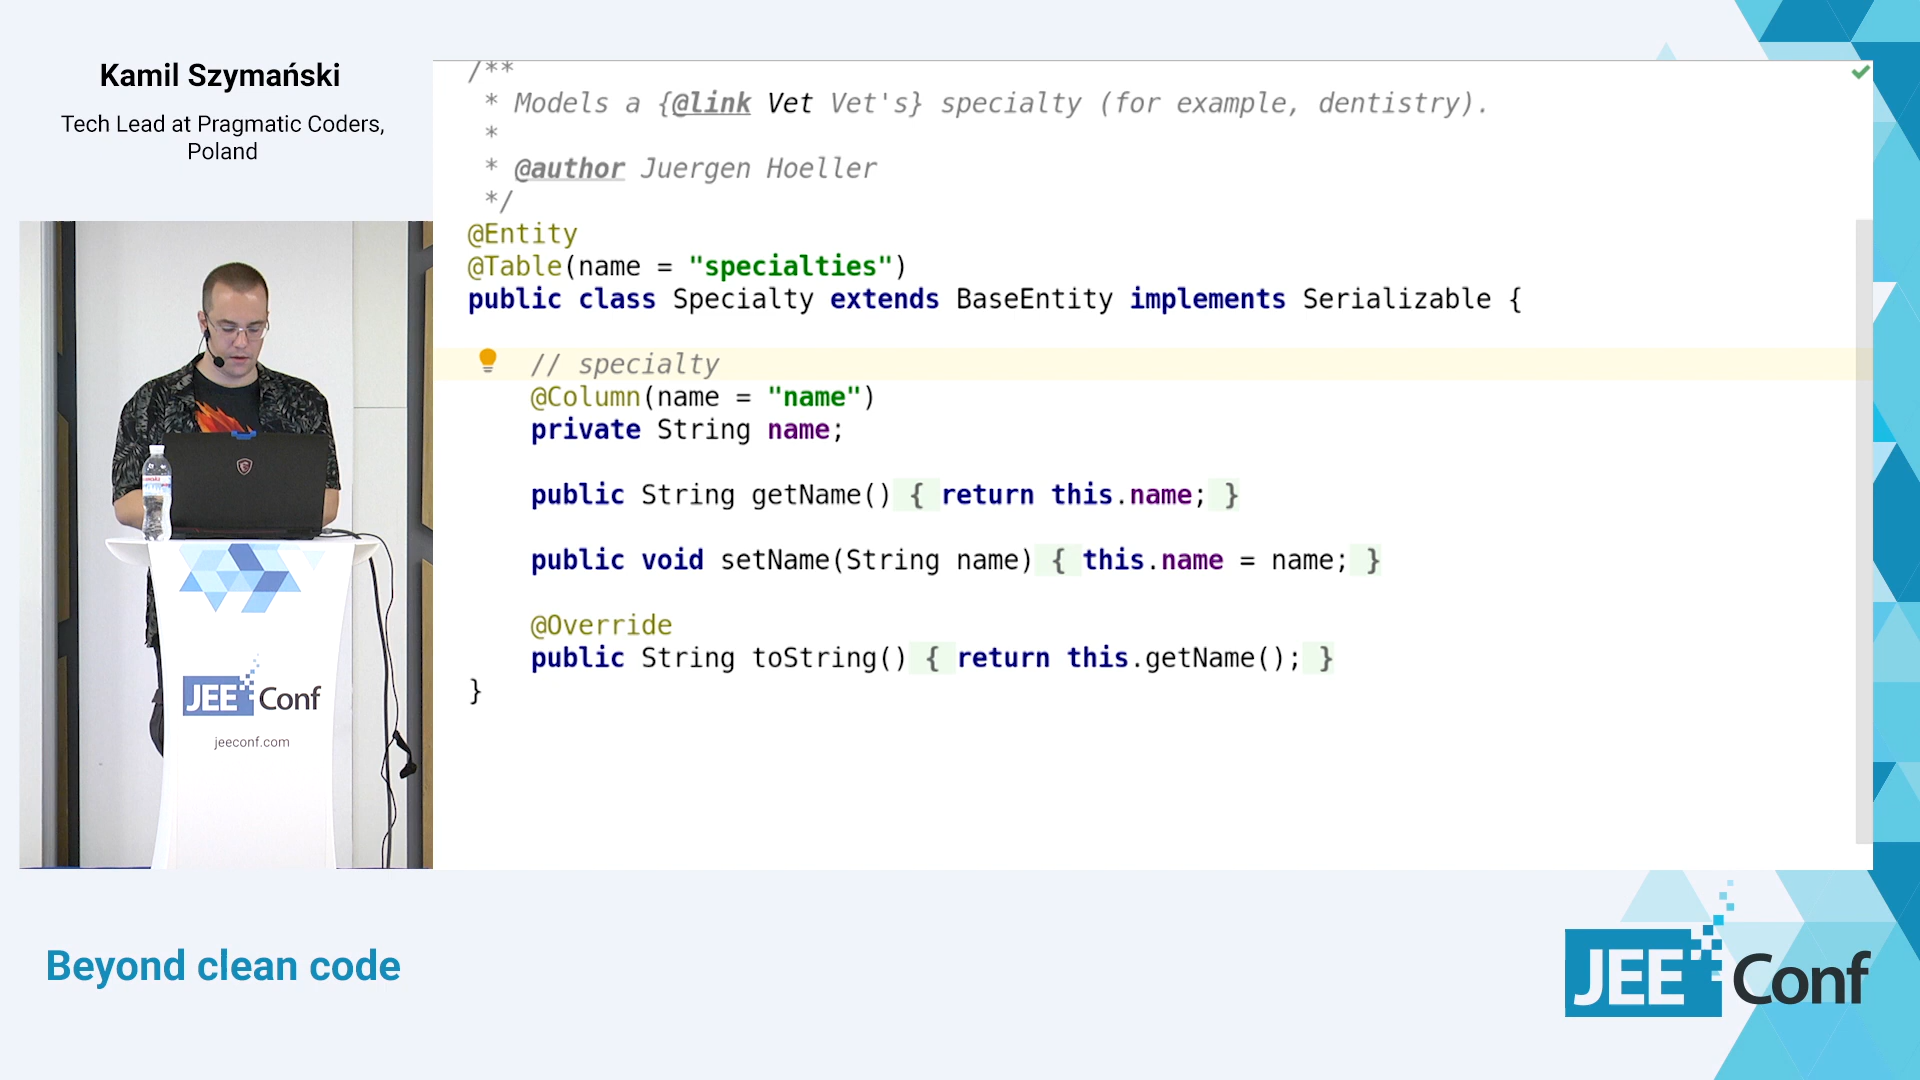 Kamil Szymański
Tech Lead at Pragmatic Coders,
Poland
/**
* Models a {@link Vet Vet's} specialty (for example, dentistry).
*
* @author Juergen Hoeller
*/
@Entity
@Table(name = "specialties")
public class Specialty extends BaseEntity implements Serializable {
// specialty
@Column(name = "name")
private String name;
public String getName() { return this.name; }
public void setName(String name) { this.name = name; }
@Override
public String toString() { return this.getName(); }
}
JEE Conf
jeeconf.com
Beyond clean code
JEE Conf